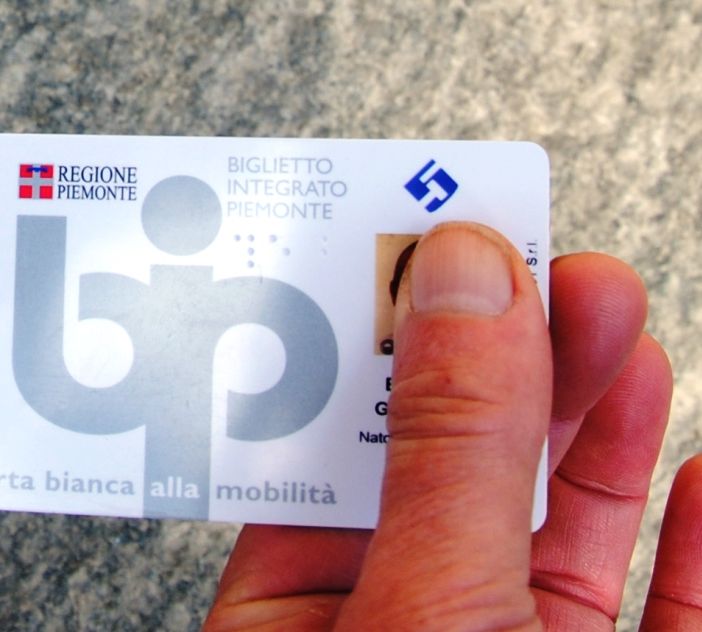 REGIONE
PIEMONTE
BIGLIETTO
INTEGRATO
PIEMONTE
bip
rta bianca alla mobilità
G
S.r.l.